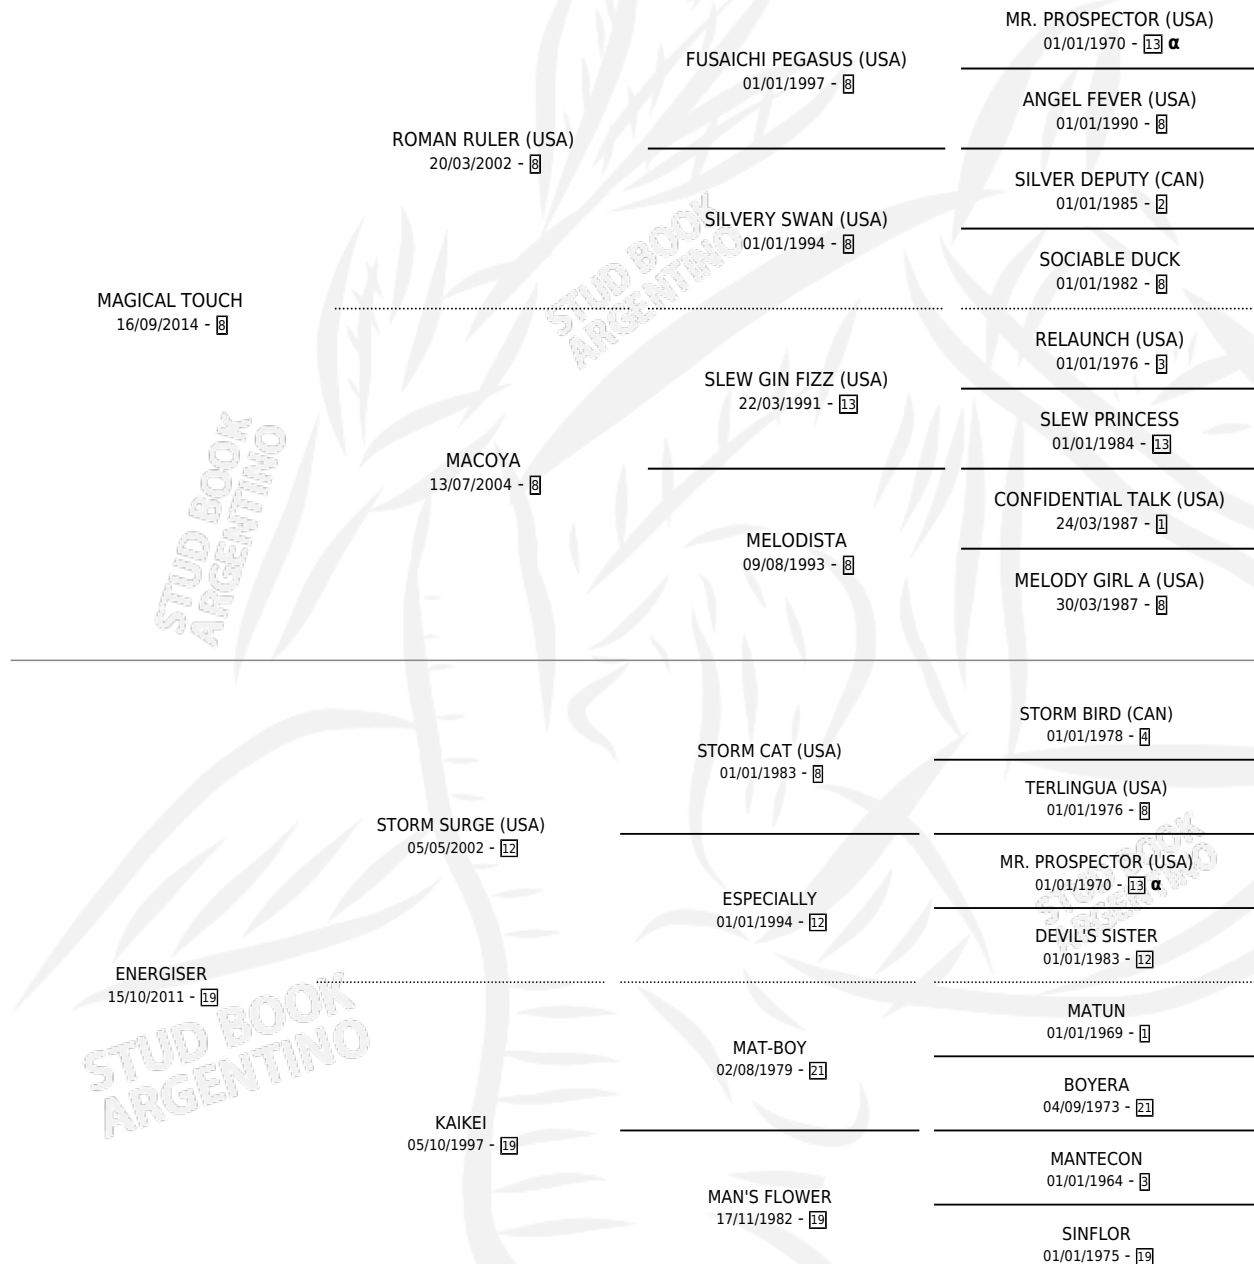 MAGICAL TOUCH
16/09/2014 - 8
ROMAN RULER (USA)
20/03/2002 - 8
FUSAICHI PEGASUS (USA)
01/01/1997 - 8
MR. PROSPECTOR (USA)
01/01/1970 - 13 α
ANGEL FEVER (USA)
01/01/1990 - 8
SILVERY SWAN (USA)
01/01/1994 - 8
SILVER DEPUTY (CAN)
01/01/1985 - 2
SOCIABLE DUCK
01/01/1982 - 8
MACOYA
13/07/2004 - 8
SLEW GIN FIZZ (USA)
22/03/1991 - 13
RELAUNCH (USA)
01/01/1976 - 3
SLEW PRINCESS
01/01/1984 - 13
MELODISTA
09/08/1993 - 8
CONFIDENTIAL TALK (USA)
24/03/1987 - 1
MELODY GIRL A (USA)
30/03/1987 - 8
ENERGISER
15/10/2011 - 19
STORM SURGE (USA)
05/05/2002 - 12
STORM CAT (USA)
01/01/1983 - 8
STORM BIRD (CAN)
01/01/1978 - 4
TERLINGUA (USA)
01/01/1976 - 8
ESPECIALLY
01/01/1994 - 12
MR. PROSPECTOR (USA)
01/01/1970 - 13 α
DEVIL'S SISTER
01/01/1983 - 12
KAIKEI
05/10/1997 - 19
MAT-BOY
02/08/1979 - 21
MATUN
01/01/1969 - 1
BOYERA
04/09/1973 - 21
MAN'S FLOWER
17/11/1982 - 19
MANTECON
01/01/1964 - 3
SINFLOR
01/01/1975 - 19
STUD BOOK
ARGENTINO
STUD BOOK
ARGENTINO
STUD BOOK
ARGENTINO
STUD BOOK
ARGENTINO